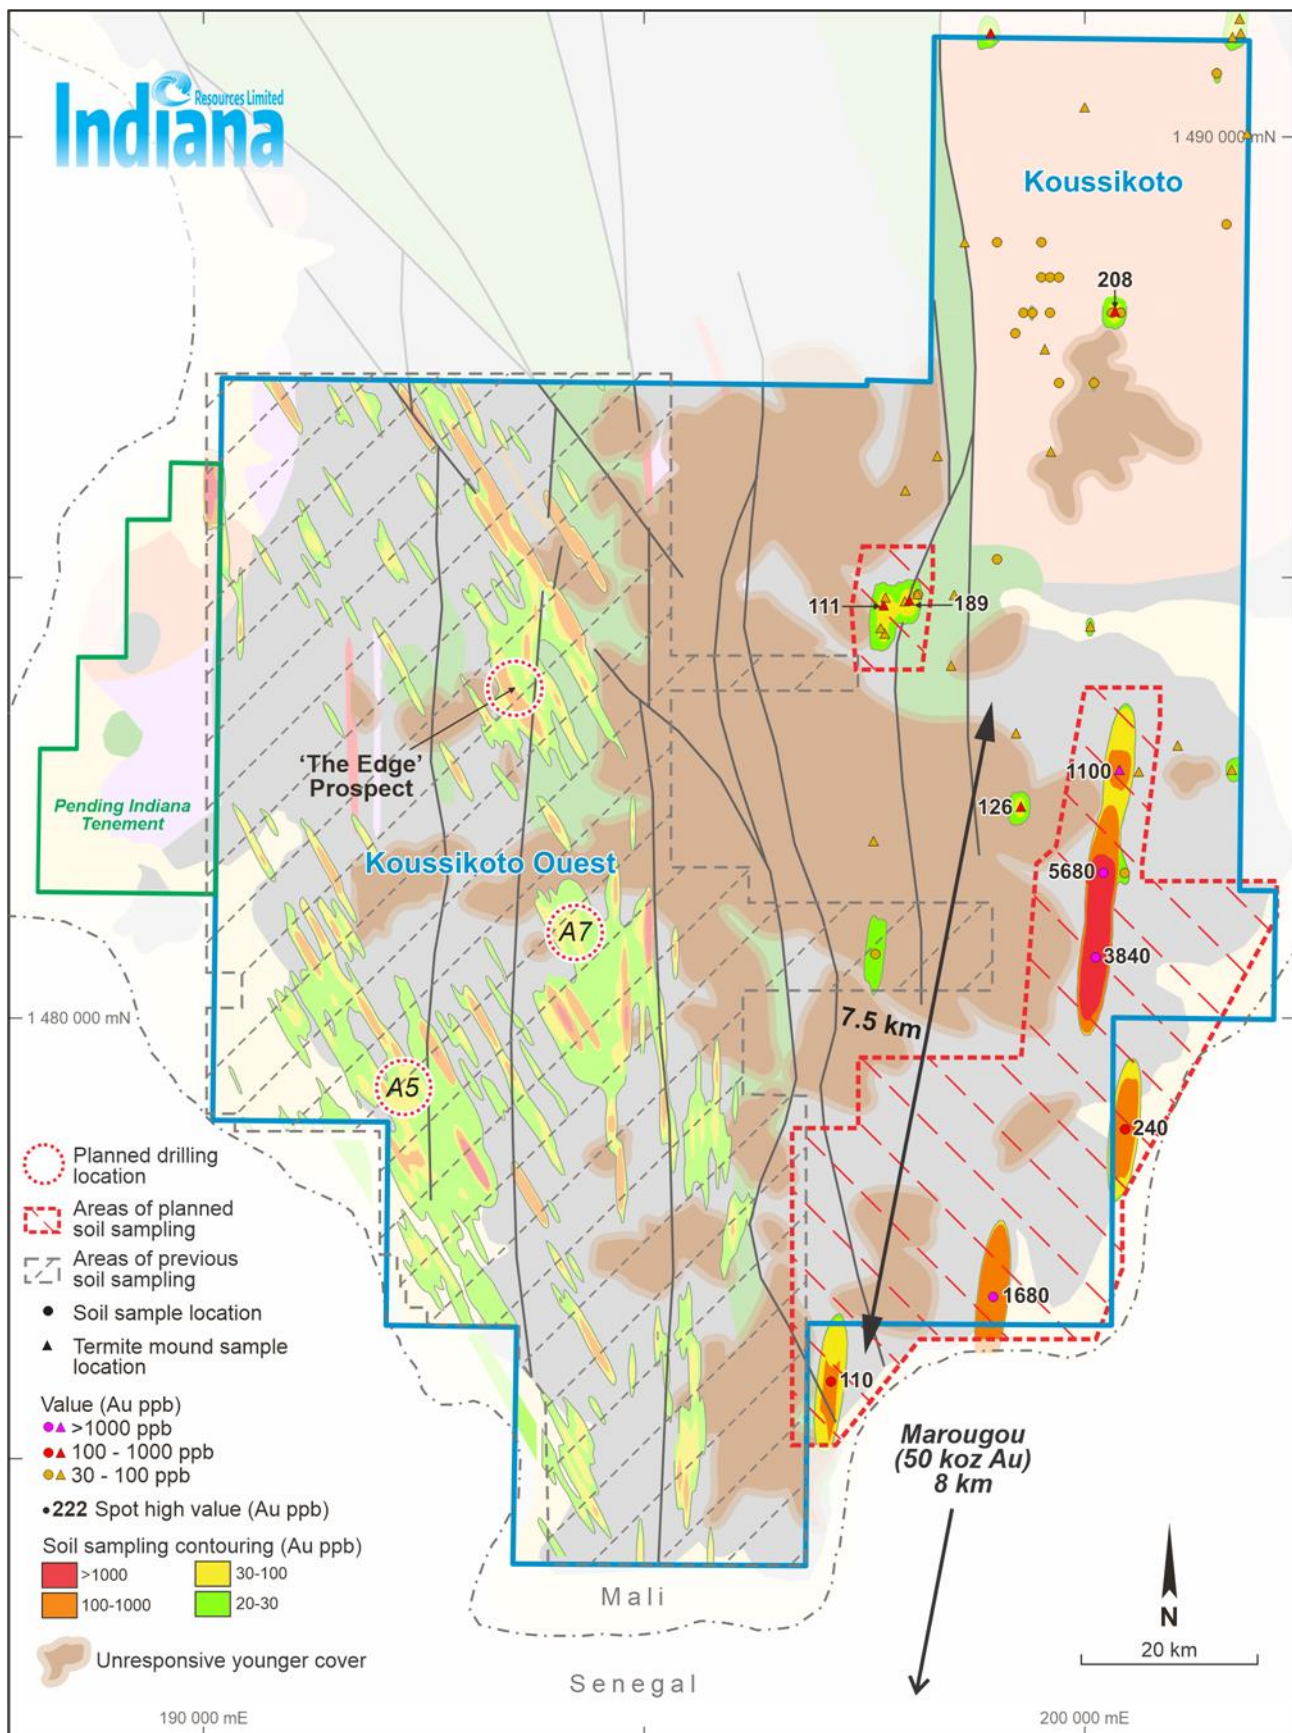 Indiana
Resources Limited
1 490 000 mN
Koussikoto
208
111
189
'The Edge'
Prospect
1100
126
Pending Indiana
Tenement
Koussikoto Ouest
5680
A7
3840
1 480 000 mN
7.5 km
A5
240
Planned drilling
location
Areas of planned
soil sampling
Areas of previous
soil sampling
1680
Soil sample location
Termite mound sample
location
110
Value (Au ppb)
>1000 ppb
100 - 1000 ppb
30 - 100 ppb
Marougou
(50 koz Au)
8 km
•222 Spot high value (Au ppb)
Soil sampling contouring (Au ppb)
>1000
30-100
100-1000
20-30
Mali
N
20 km
Unresponsive younger cover
Senegal
190 000 mE
200 000 mE